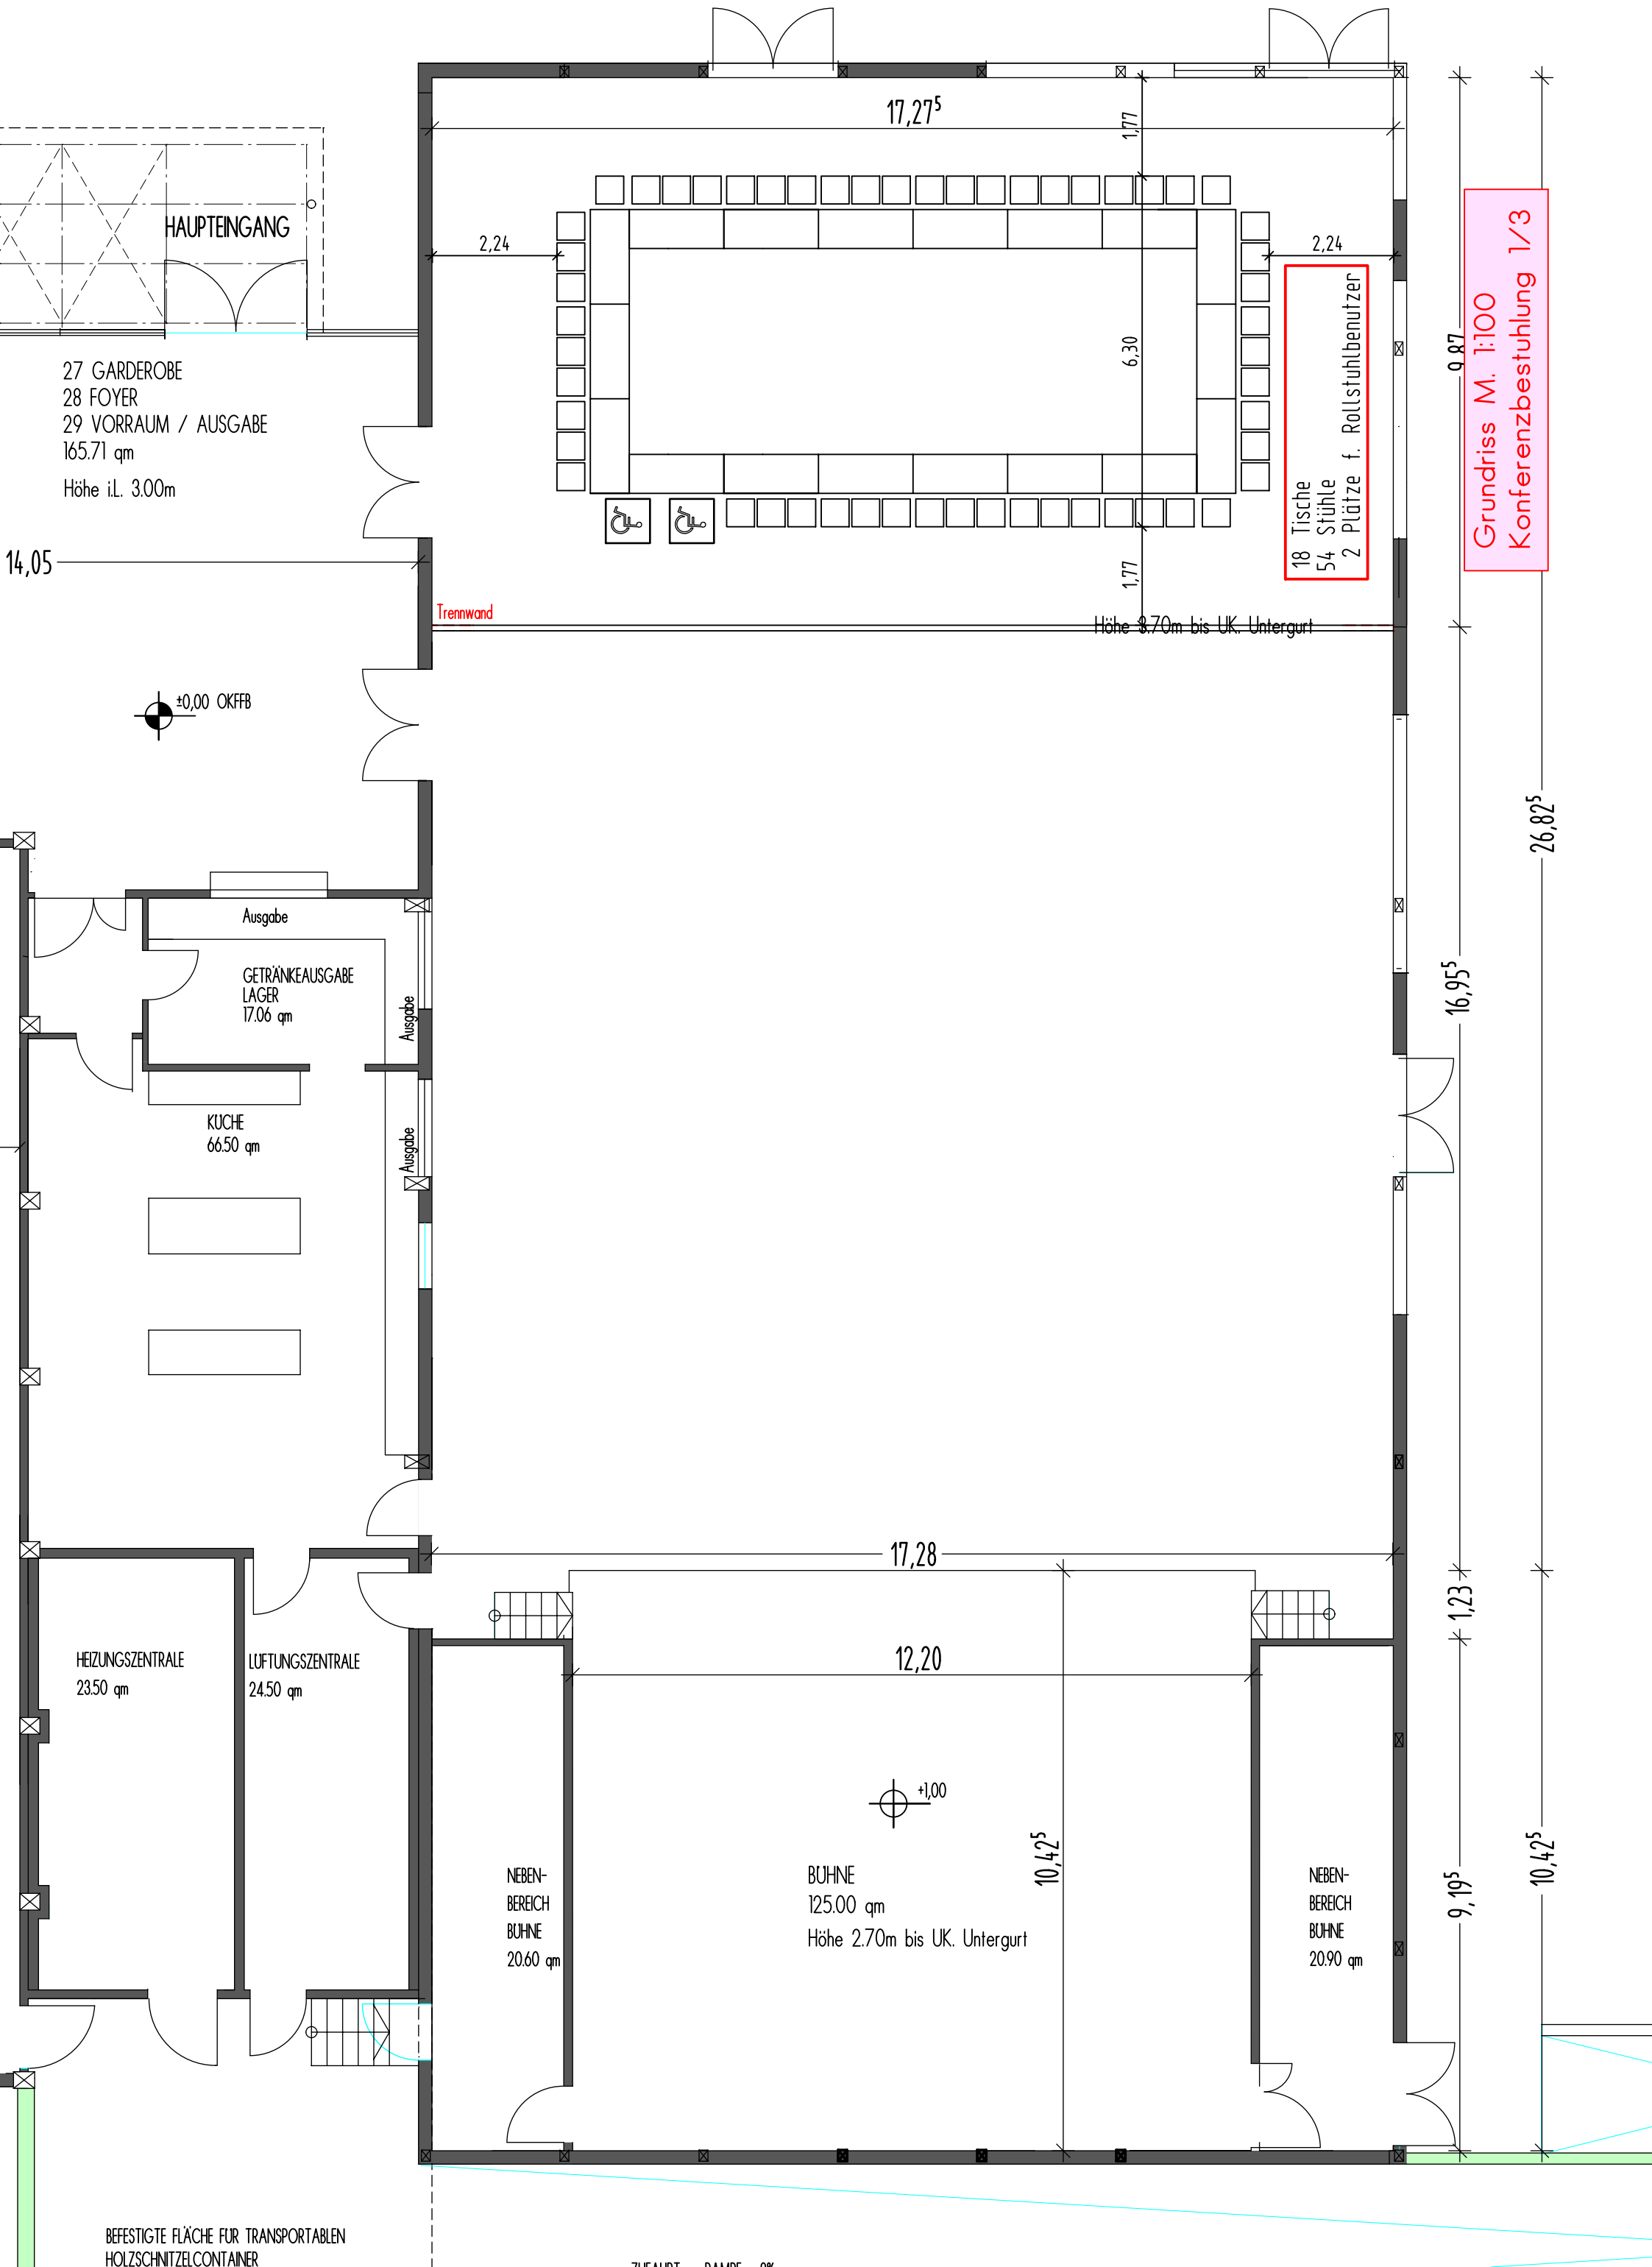 17,27⁵
1,77
HAUPTEINGANG
2,24
2,24
6,30
18 Tische
54 Stühle
2 Plätze f. Rollstuhlbenutzer
9,87
Grundriss M. 1:100
Konferenzbestuhlung 1/3
27 GARDEROBE
28 FOYER
29 VORRAUM / AUSGABE
165.71 qm
Höhe i.L. 3.00m
14,05
1,77
Trennwand
Höhe 3.70m bis UK. Untergurt
±0,00 OKFFB
26,82⁵
Ausgabe
GETRÄNKEAUSGABE
LAGER
17.06 qm
Ausgabe
16,95⁵
KÜCHE
66.50 qm
Ausgabe
17,28
1,23
HEIZUNGSZENTRALE
23.50 qm
LÜFTUNGSZENTRALE
24.50 qm
12,20
+1,00
NEBEN-
BEREICH
BÜHNE
20.60 qm
BÜHNE
125.00 qm
Höhe 2.70m bis UK. Untergurt
10,42⁵
NEBEN-
BEREICH
BÜHNE
20.90 qm
9,19⁵
10,42⁵
BEFESTIGTE FLÄCHE FÜR TRANSPORTABLEN
HOLZSCHNITZELCONTAINER